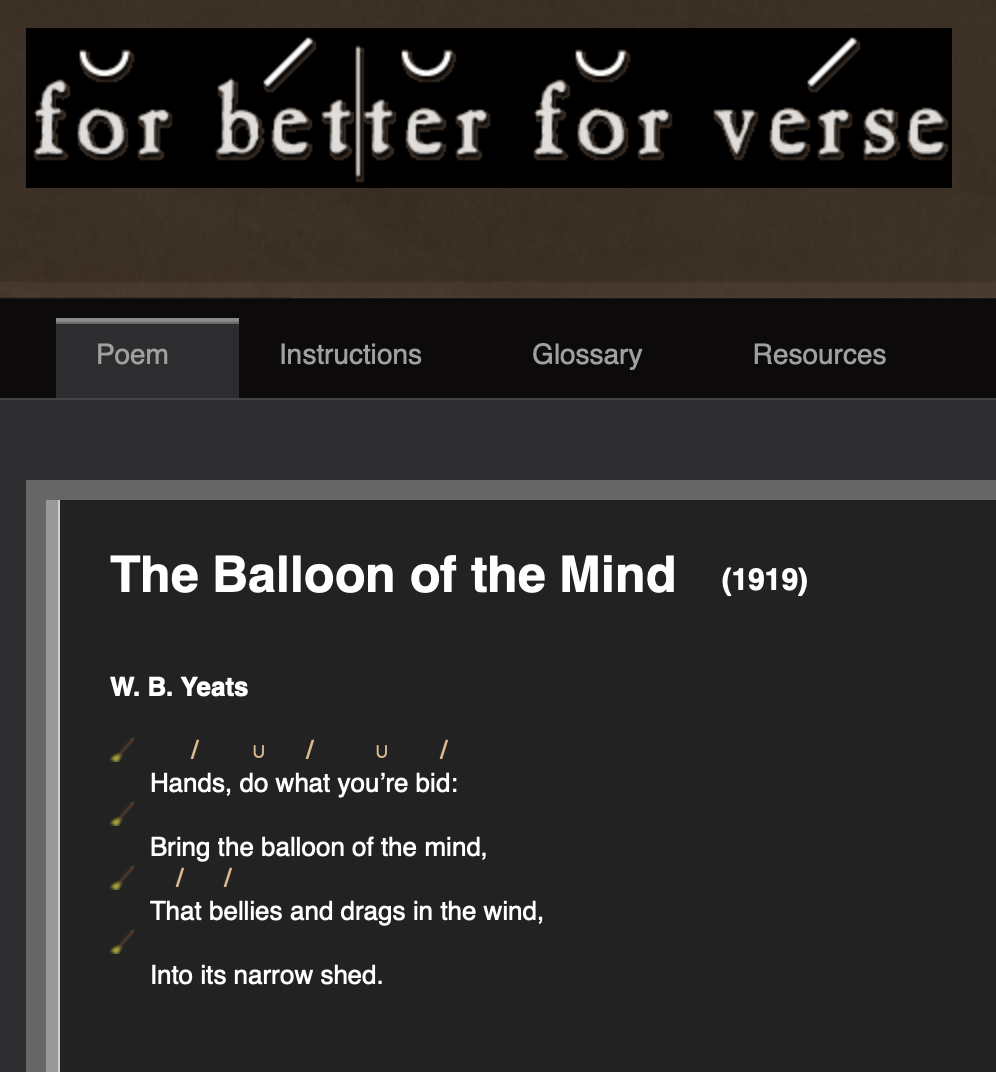 for bet|ter for verse
Poem Instructions Glossary Resources
The Balloon of the Mind (1919)
W. B. Yeats
/ ∪ / ∪ /
Hands, do what you’re bid:
Bring the balloon of the mind,
/ /
That bellies and drags in the wind,
Into its narrow shed.